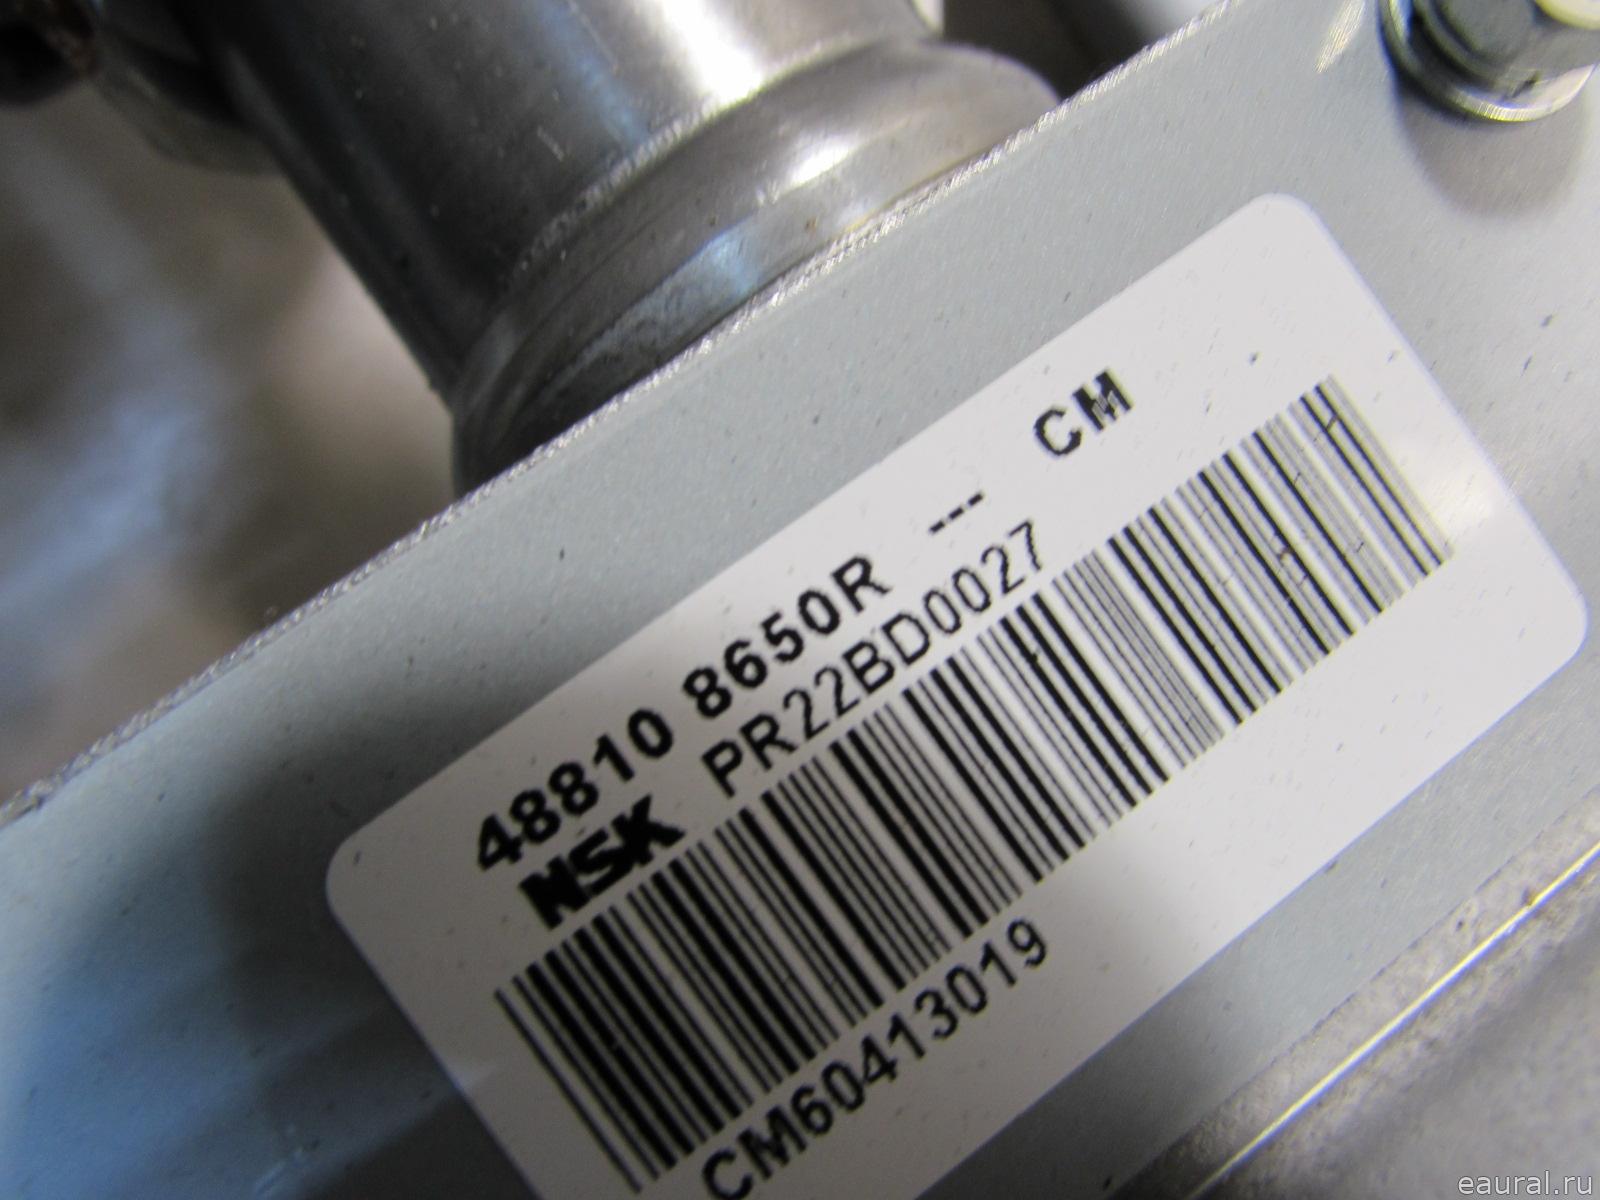 48810 8650R --- CM
NSK PR22BD0027
CM60413019
eaural.ru